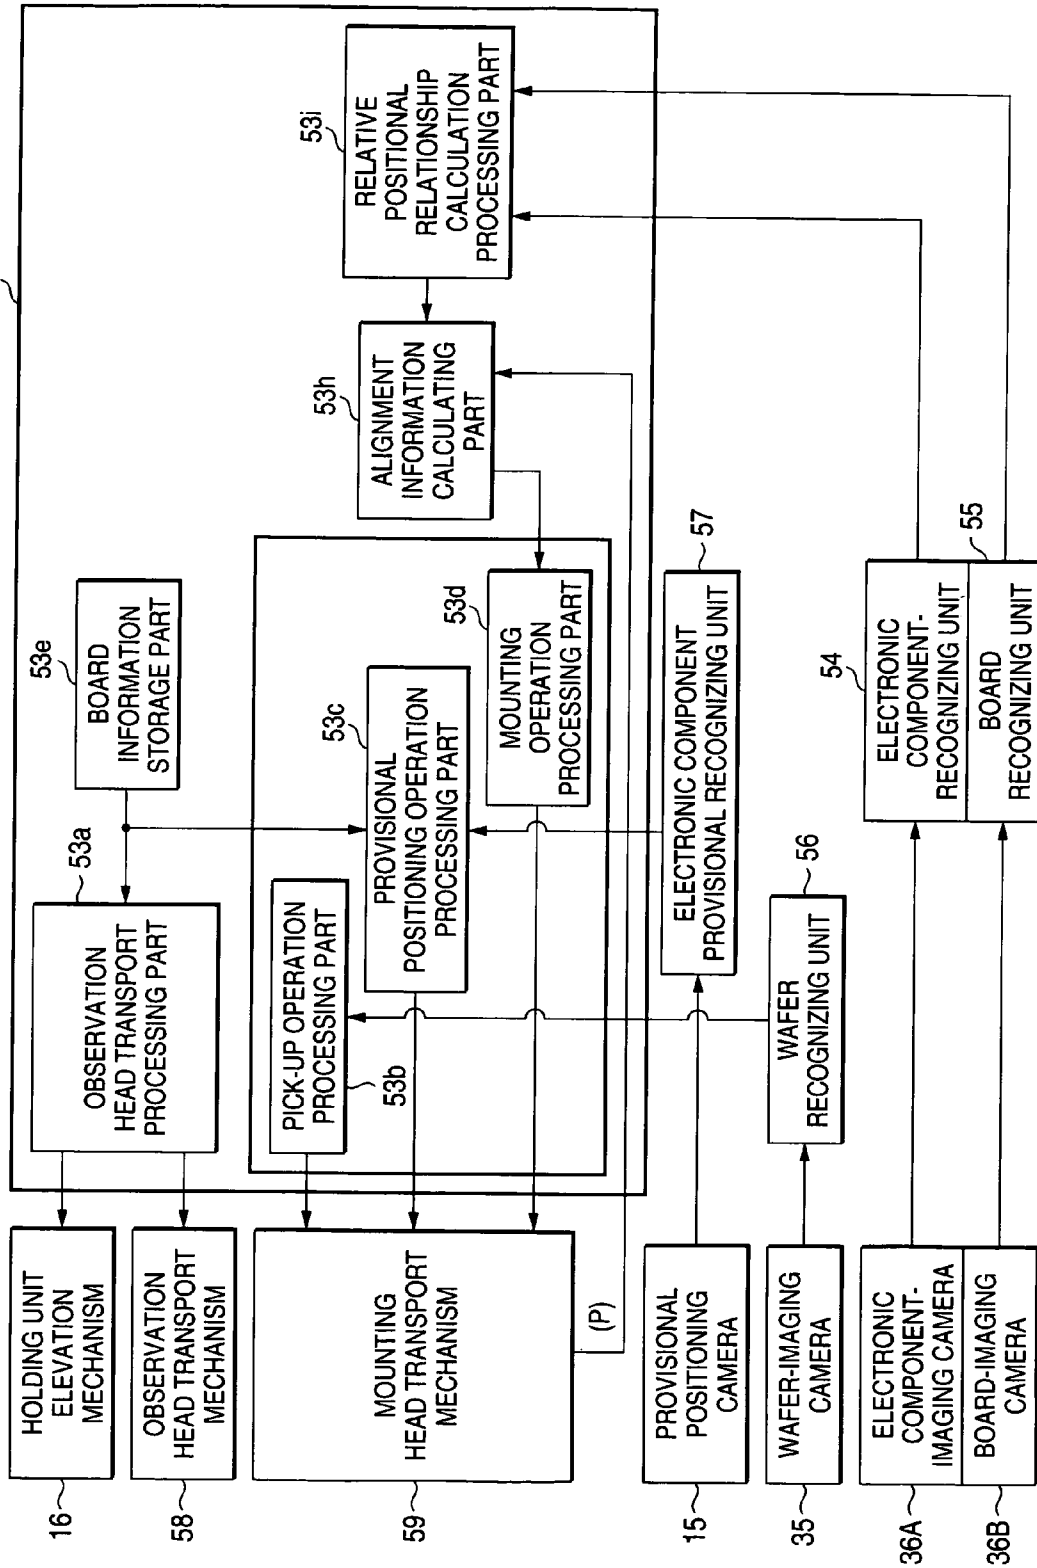 16
HOLDING UNIT
ELEVATION
MECHANISM
58
OBSERVATION
HEAD TRANSPORT
MECHANISM
59
MOUNTING
HEAD TRANSPORT
MECHANISM
(P)
15
PROVISIONAL
POSITIONING
CAMERA
35
WAFER-IMAGING
CAMERA
36A
ELECTRONIC
COMPONENT-
IMAGING CAMERA
36B
BOARD-IMAGING
CAMERA
53a
OBSERVATION
HEAD TRANSPORT
PROCESSING PART
53b
PICK-UP OPERATION
PROCESSING PART
53c
PROVISIONAL
POSITIONING OPERATION
PROCESSING PART
53d
MOUNTING
OPERATION
PROCESSING PART
53e
BOARD
INFORMATION
STORAGE PART
56
WAFER
RECOGNIZING UNIT
57
ELECTRONIC COMPONENT
PROVISIONAL RECOGNIZING UNIT
54
ELECTRONIC
COMPONENT-
RECOGNIZING UNIT
55
BOARD
RECOGNIZING UNIT
53h
ALIGNMENT
INFORMATION
CALCULATING
PART
53i
RELATIVE
POSITIONAL
RELATIONSHIP
CALCULATION
PROCESSING PART